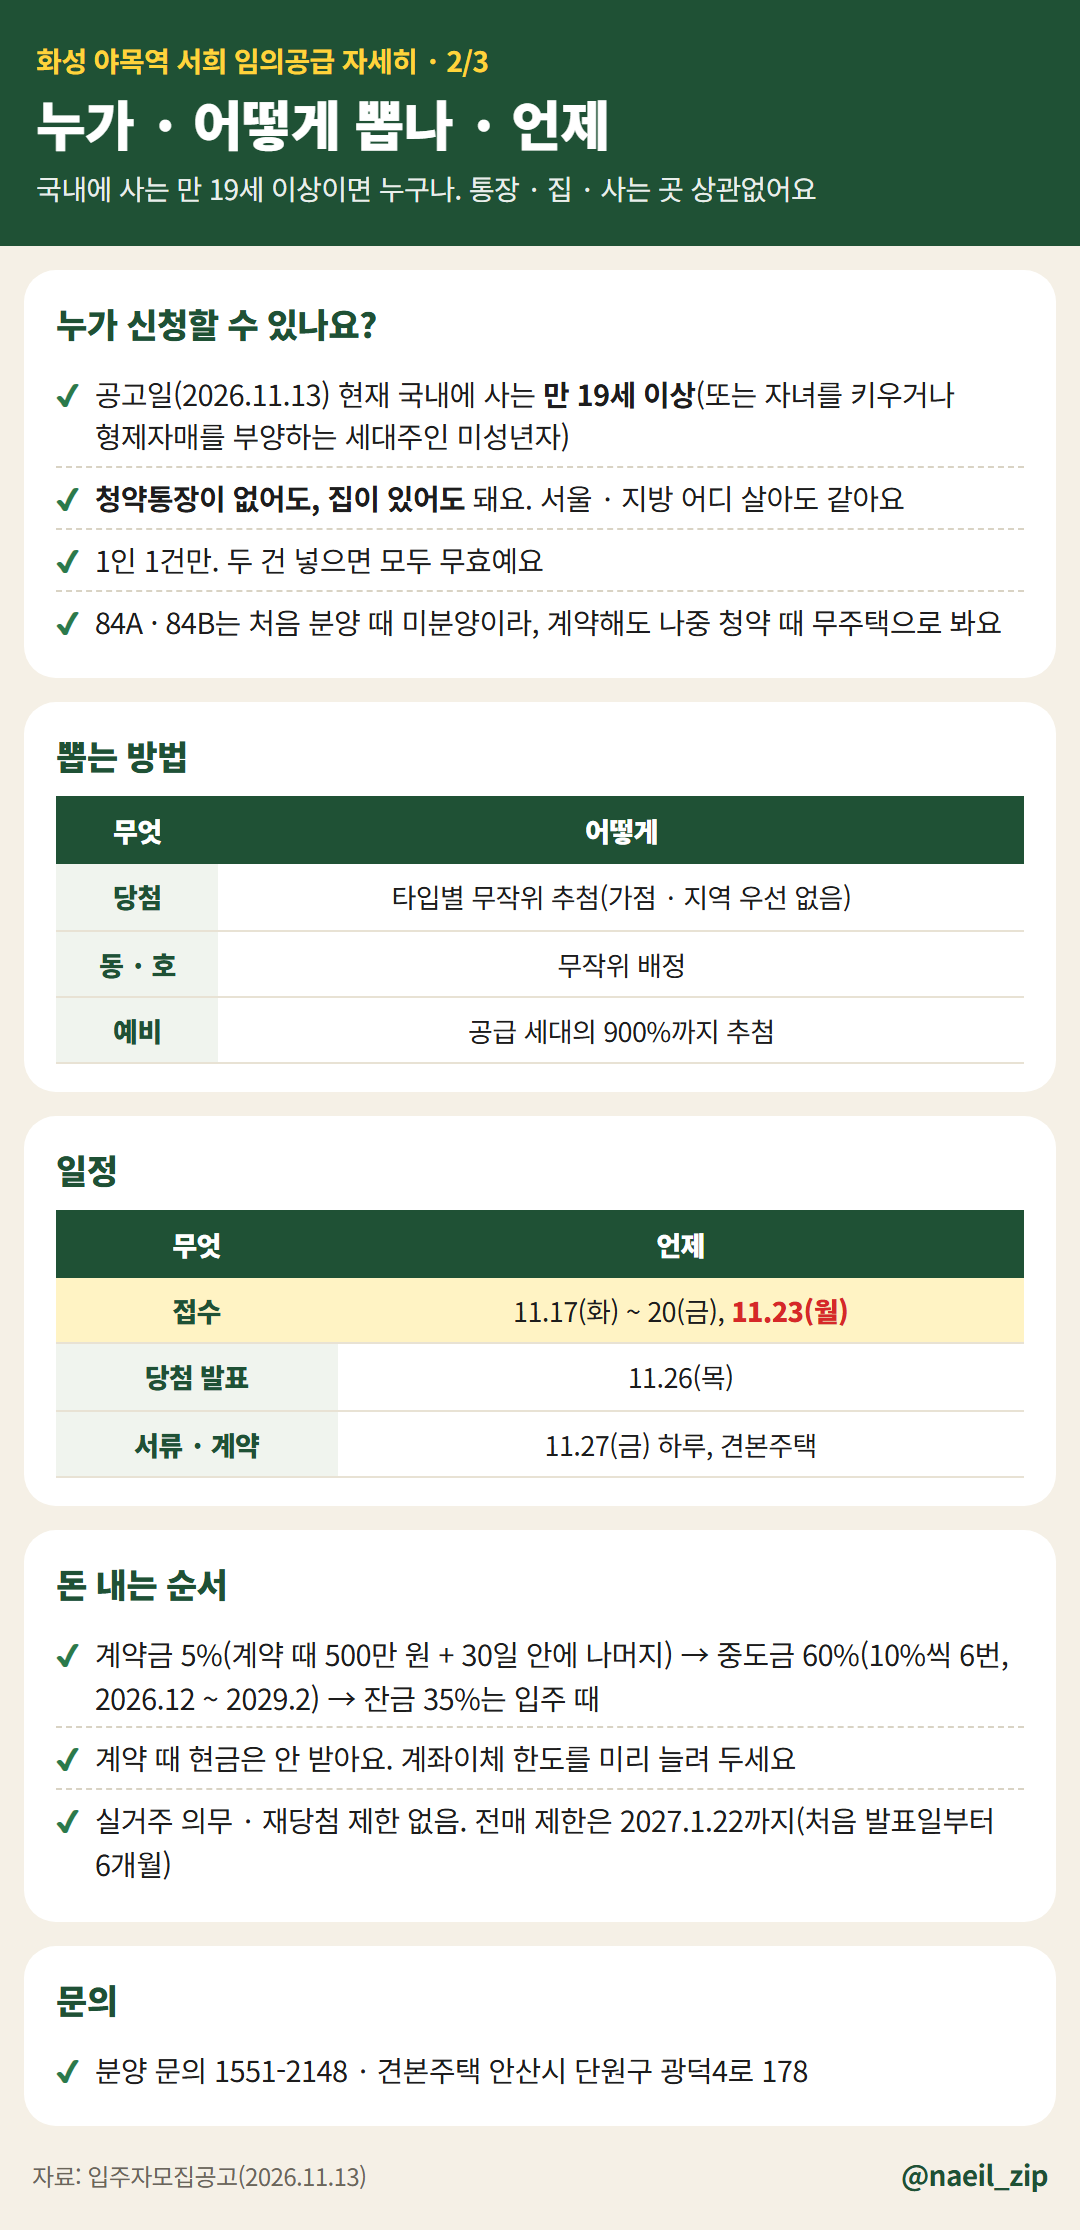 화성 야목역 서희 임의공급 자세히 · 2/3
누가 · 어떻게 뽑나 · 언제
국내에 사는 만 19세 이상이면 누구나. 통장 · 집 · 사는 곳 상관없어요
누가 신청할 수 있나요?
✔ 공고일(2026.11.13) 현재 국내에 사는 만 19세 이상(또는 자녀를 키우거나
형제자매를 부양하는 세대주인 미성년자)
✔ 청약통장이 없어도, 집이 있어도 돼요. 서울 · 지방 어디 살아도 같아요
✔ 1인 1건만. 두 건 넣으면 모두 무효예요
✔ 84A · 84B는 처음 분양 때 미분양이라, 계약해도 나중 청약 때 무주택으로 봐요
뽑는 방법
무엇 어떻게
당첨 타입별 무작위 추첨(가점 · 지역 우선 없음)
동 · 호 무작위 배정
예비 공급 세대의 900%까지 추첨
일정
무엇 언제
접수 11.17(화) ~ 20(금), 11.23(월)
당첨 발표 11.26(목)
서류 · 계약 11.27(금) 하루, 견본주택
돈 내는 순서
✔ 계약금 5%(계약 때 500만 원 + 30일 안에 나머지) → 중도금 60%(10%씩 6번,
2026.12 ~ 2029.2) → 잔금 35%는 입주 때
✔ 계약 때 현금은 안 받아요. 계좌이체 한도를 미리 늘려 두세요
✔ 실거주 의무 · 재당첨 제한 없음. 전매 제한은 2027.1.22까지(처음 발표일부터
6개월)
문의
✔ 분양 문의 1551-2148 · 견본주택 안산시 단원구 광덕4로 178
자료: 입주자모집공고(2026.11.13)
@naeil_zip